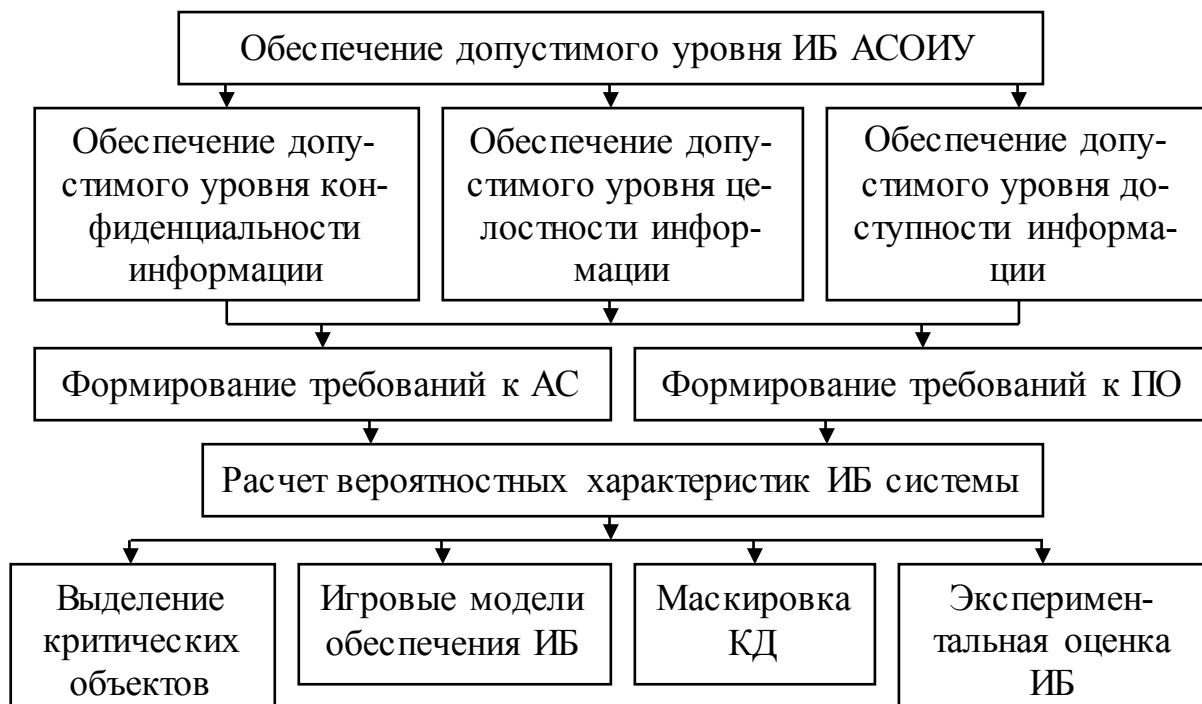 Обеспечение допустимого уровня ИБ АСОИУ
Обеспечение допу-
стимого уровня кон-
фиденциальности
информации
Обеспечение допу-
стимого уровня це-
лостности инфор-
мации
Обеспечение допу-
стимого уровня до-
ступности информа-
ции
Формирование требований к АС
Формирование требований к ПО
Расчет вероятностных характеристик ИБ системы
Выделение
критических
объектов
Игровые модели
обеспечения ИБ
Маскировка
КД
Эксперимен-
тальная оценка
ИБ